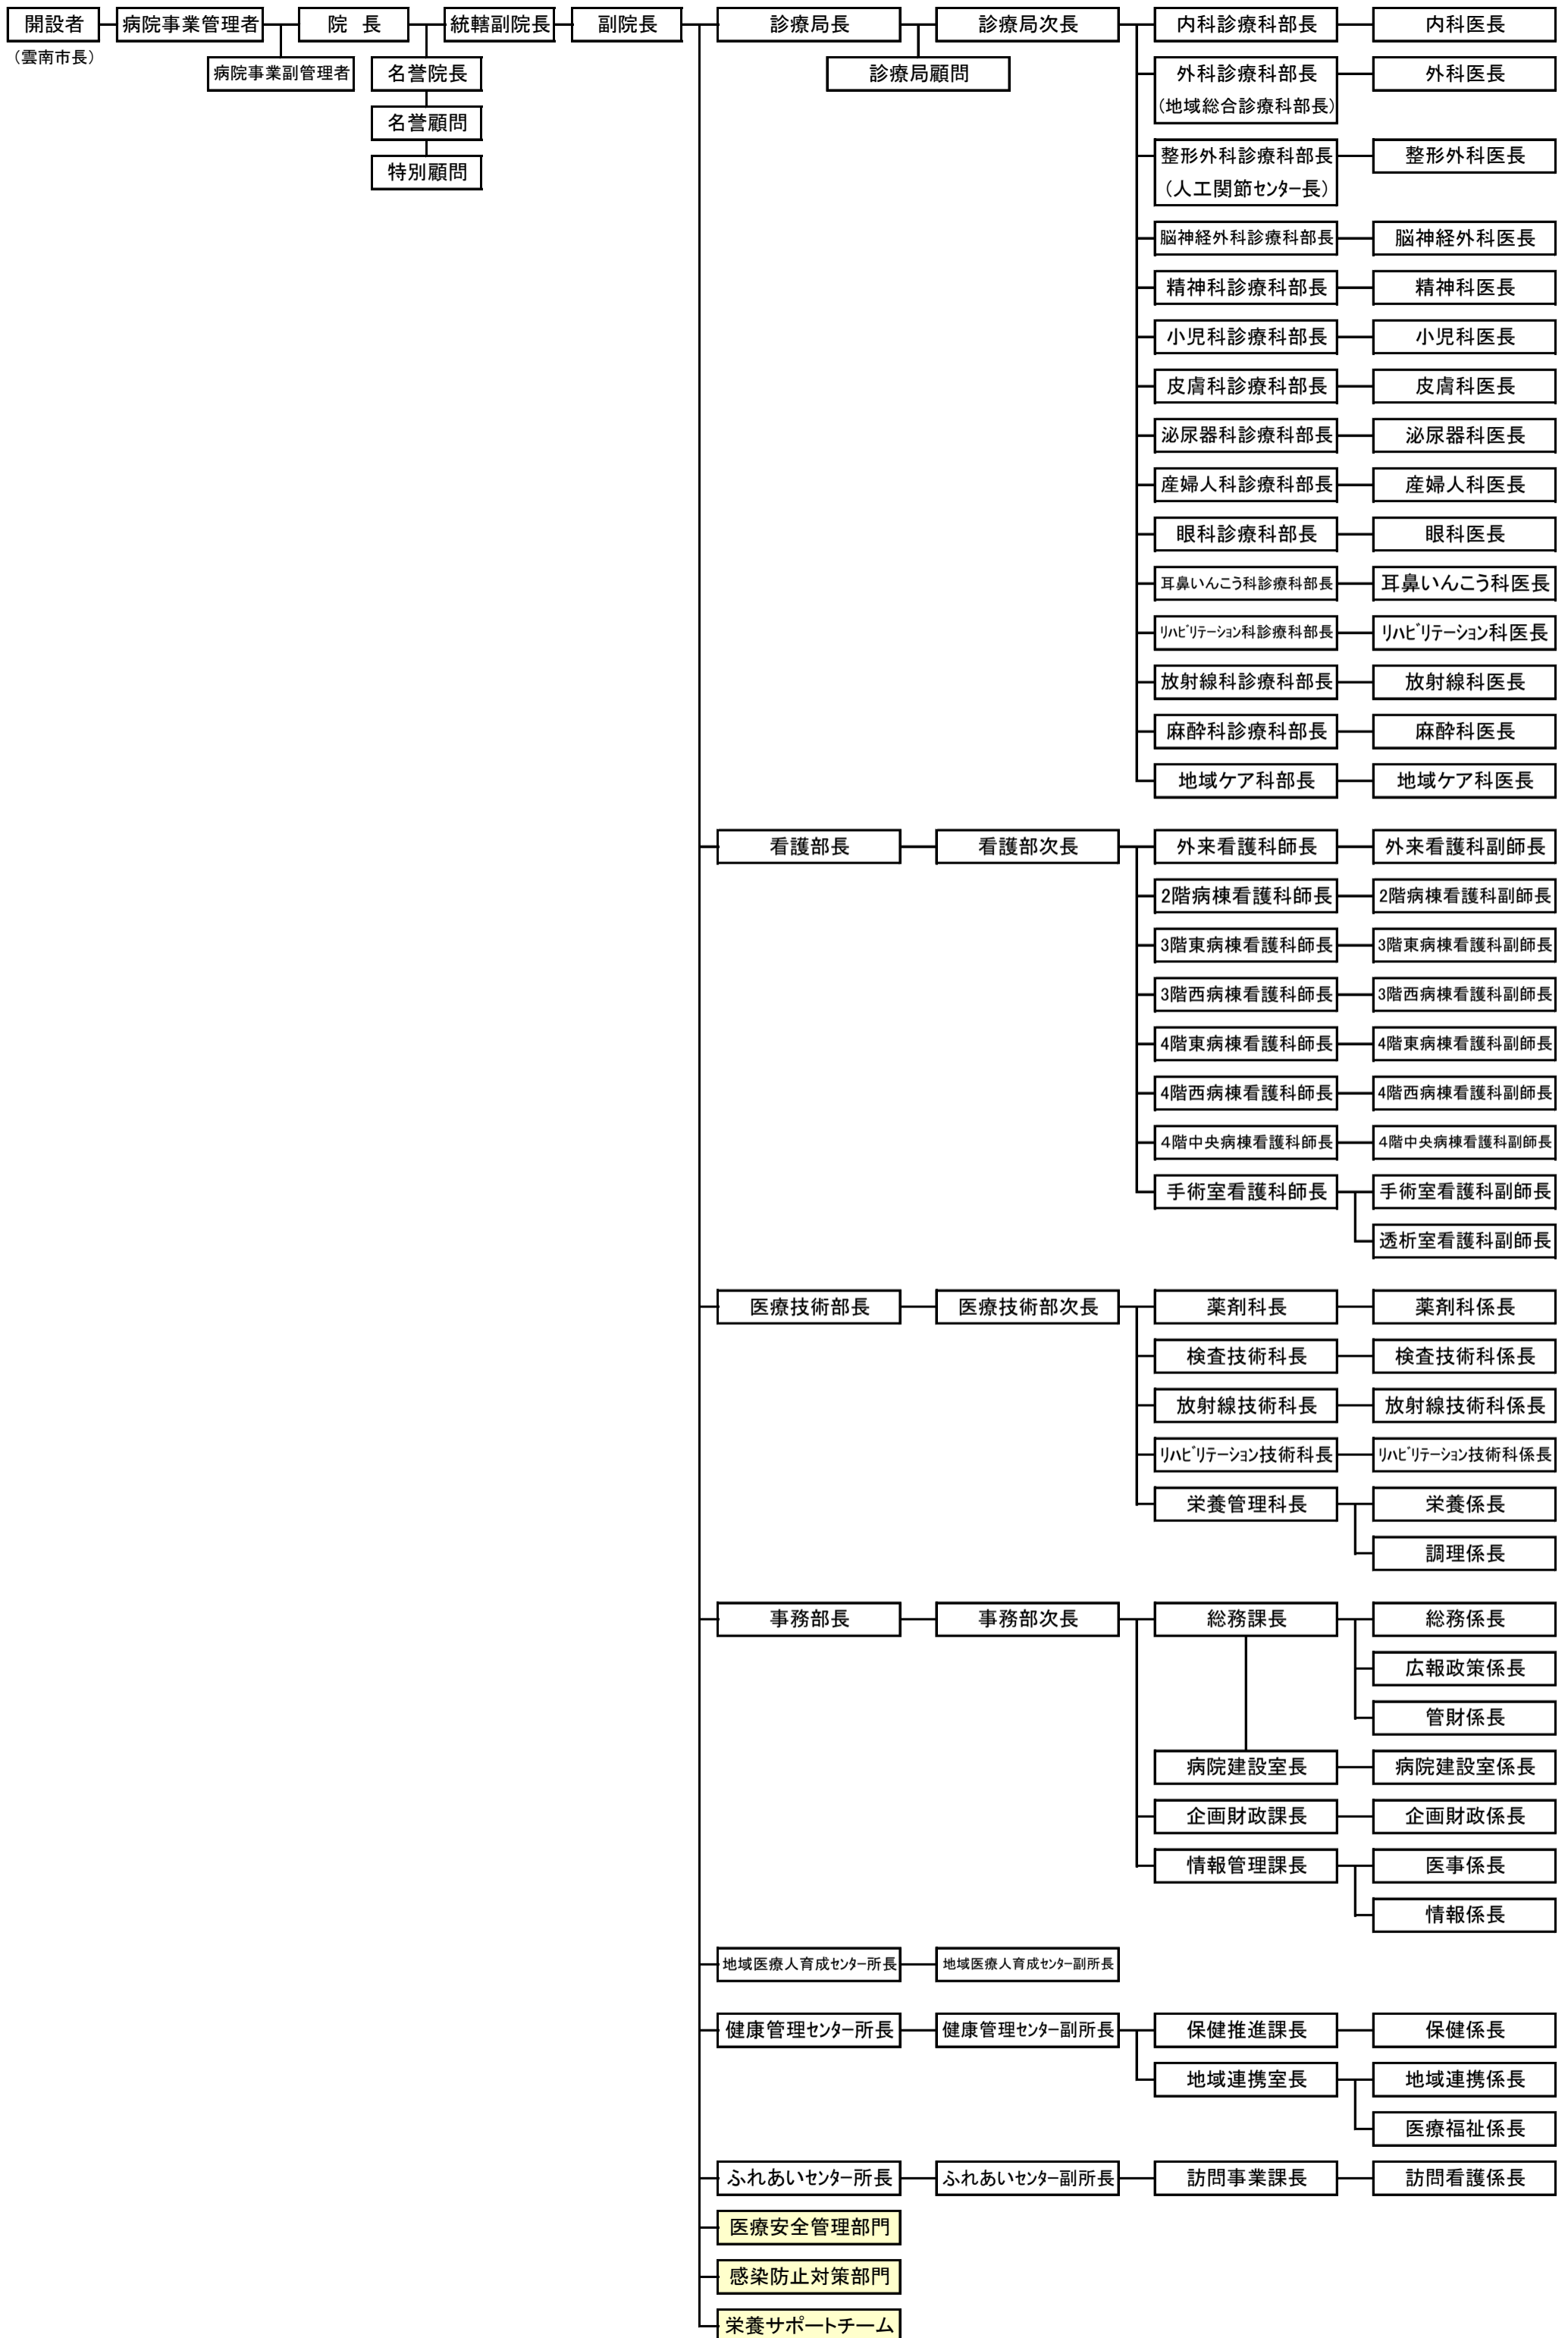 開設者
(雲南市長)
病院事業管理者
病院事業副管理者
院　長
名誉院長
名誉顧問
特別顧問
統轄副院長
副院長
診療局長
診療局顧問
診療局次長
内科診療科部長
内科医長
外科診療科部長
(地域総合診療科部長)
外科医長
整形外科診療科部長
(人工関節ｾﾝﾀｰ長)
整形外科医長
脳神経外科診療科部長
脳神経外科医長
精神科診療科部長
精神科医長
小児科診療科部長
小児科医長
皮膚科診療科部長
皮膚科医長
泌尿器科診療科部長
泌尿器科医長
産婦人科診療科部長
産婦人科医長
眼科診療科部長
眼科医長
耳鼻いんこう科診療科部長
耳鼻いんこう科医長
ﾘﾊﾋﾞﾘﾃｰｼｮﾝ科診療科部長
ﾘﾊﾋﾞﾘﾃｰｼｮﾝ科医長
放射線科診療科部長
放射線科医長
麻酔科診療科部長
麻酔科医長
地域ケア科部長
地域ケア科医長
看護部長
看護部次長
外来看護科師長
外来看護科副師長
2階病棟看護科師長
2階病棟看護科副師長
3階東病棟看護科師長
3階東病棟看護科副師長
3階西病棟看護科師長
3階西病棟看護科副師長
4階東病棟看護科師長
4階東病棟看護科副師長
4階西病棟看護科師長
4階西病棟看護科副師長
4階中央病棟看護科師長
4階中央病棟看護科副師長
手術室看護科師長
手術室看護科副師長
透析室看護科副師長
医療技術部長
医療技術部次長
薬剤科長
薬剤科係長
検査技術科長
検査技術科係長
放射線技術科長
放射線技術科係長
ﾘﾊﾋﾞﾘﾃｰｼｮﾝ技術科長
ﾘﾊﾋﾞﾘﾃｰｼｮﾝ技術科係長
栄養管理科長
栄養係長
調理係長
事務部長
事務部次長
総務課長
総務係長
広報政策係長
管財係長
病院建設室長
病院建設室係長
企画財政課長
企画財政係長
情報管理課長
医事係長
情報係長
地域医療人育成ｾﾝﾀｰ所長
地域医療人育成ｾﾝﾀｰ副所長
健康管理ｾﾝﾀｰ所長
健康管理ｾﾝﾀｰ副所長
保健推進課長
保健係長
地域連携室長
地域連携係長
医療福祉係長
ふれあいｾﾝﾀｰ所長
ふれあいｾﾝﾀｰ副所長
訪問事業課長
訪問看護係長
医療安全管理部門
感染防止対策部門
栄養サポートチーム